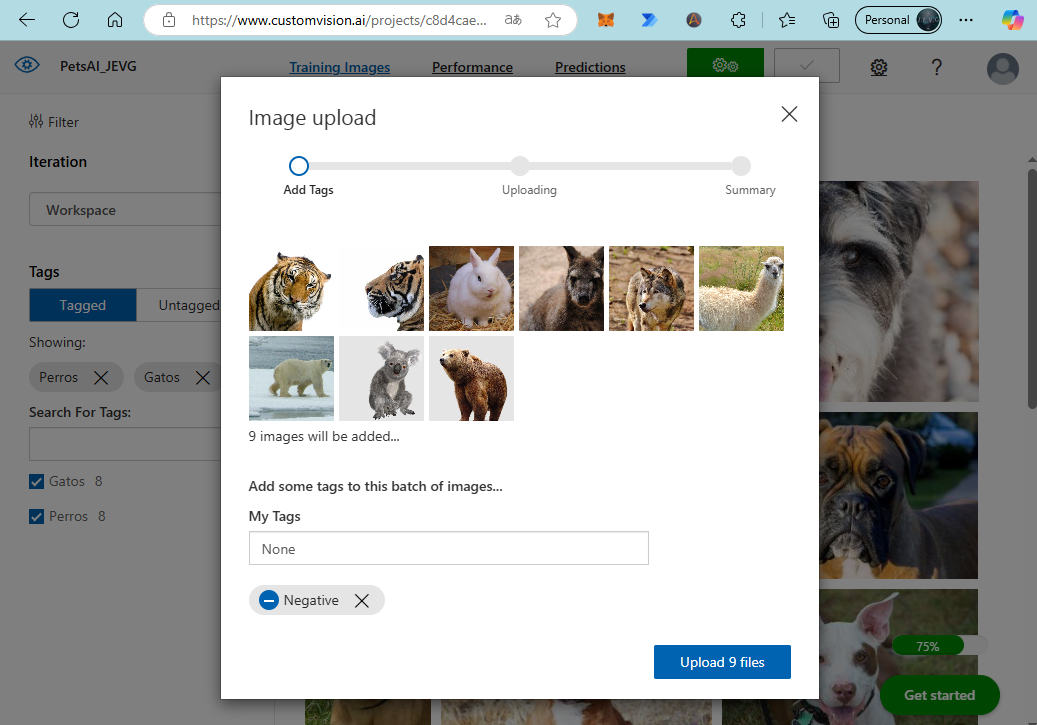 https://www.customvision.ai/projects/c8d4cae...
aあ
Personal
PetsAI_JEVG
Training Images
Performance
Predictions
?
Filter
Iteration
Workspace
Tags
Tagged
Untagged
Showing:
Perros
Gatos
Search For Tags:
Gatos 8
Perros 8
Image upload
Add Tags
Uploading
Summary
9 images will be added...
Add some tags to this batch of images...
My Tags
None
Negative
Upload 9 files
75%
Get started